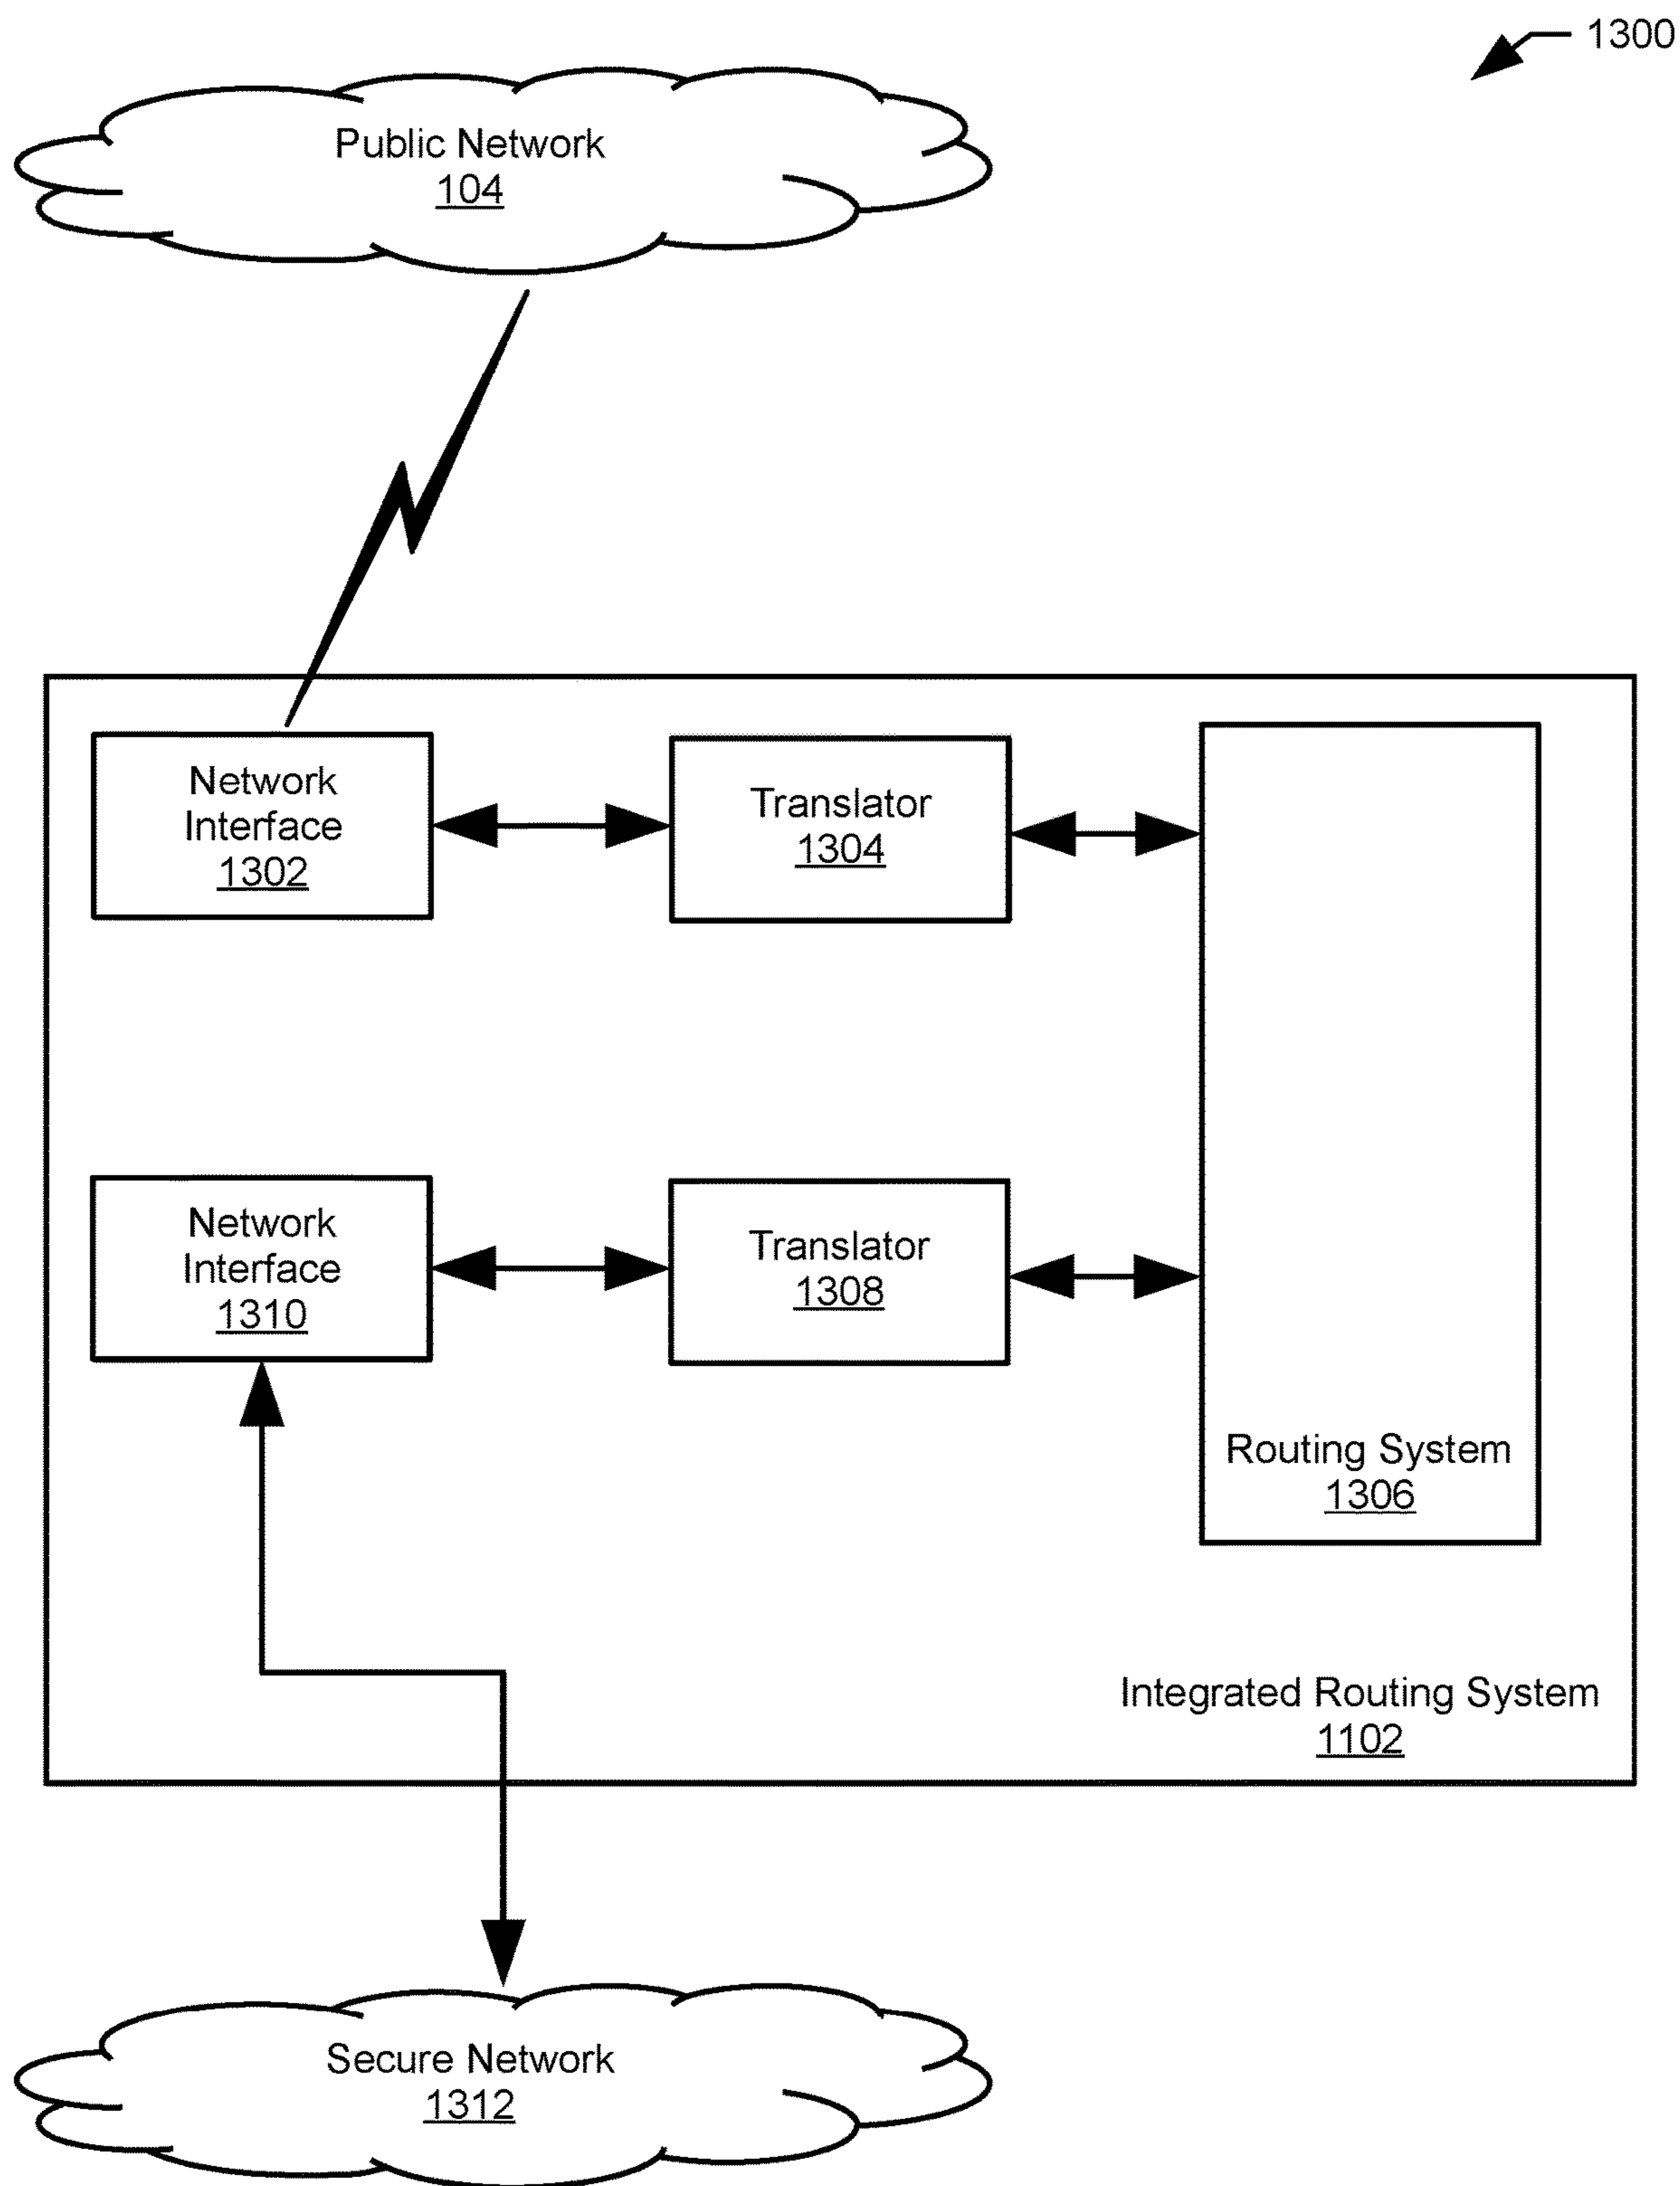 1300
Public Network
104
Network
Interface
1302
Translator
1304
Network
Interface
1310
Translator
1308
Routing System
1306
Integrated Routing System
1102
Secure Network
1312